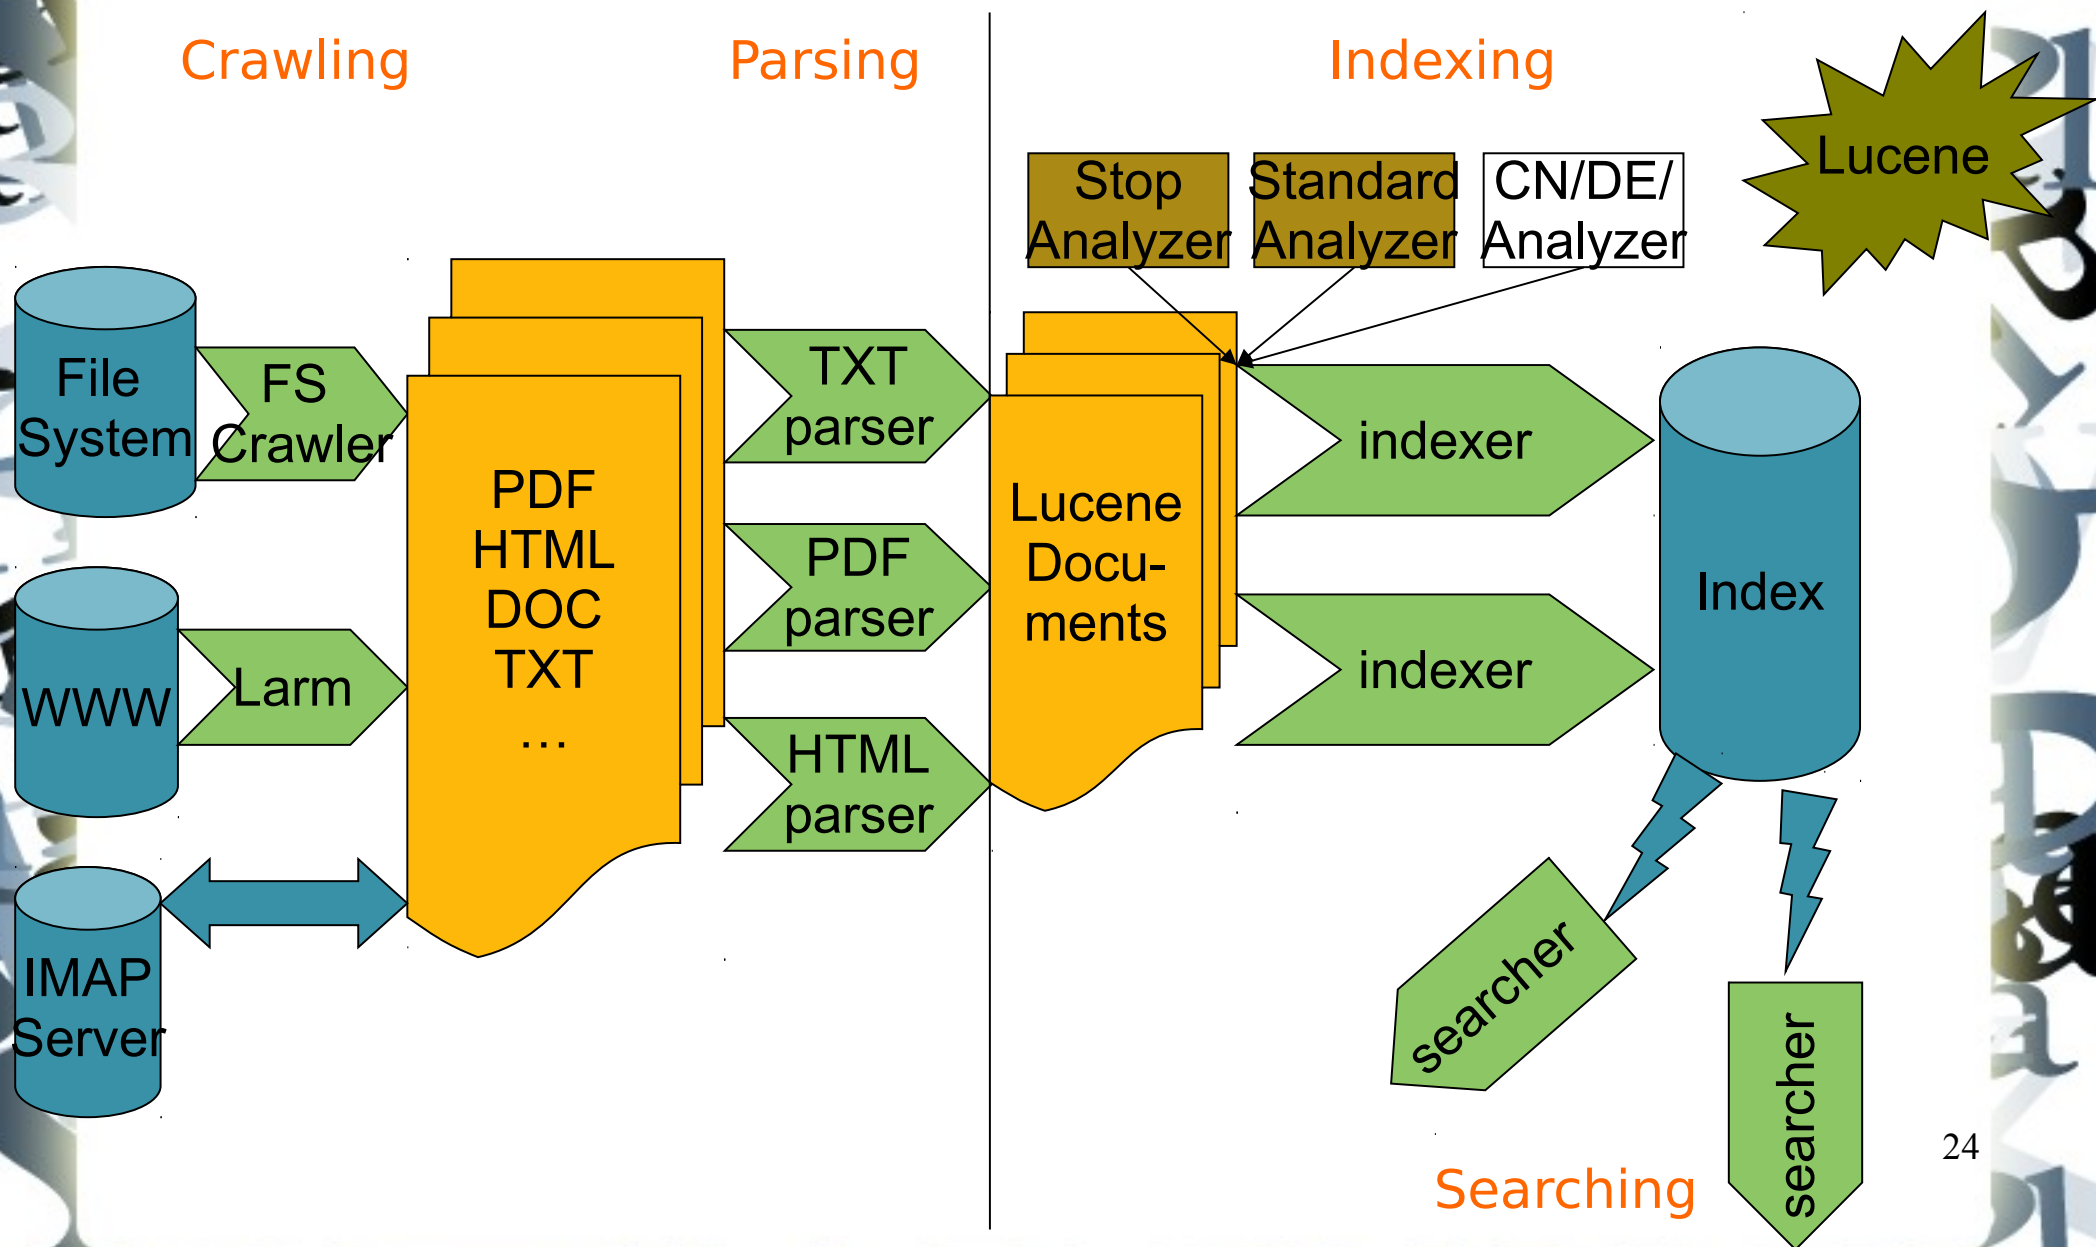 Crawling
Parsing
Indexing
Lucene
Stop
Analyzer
Standard
Analyzer
CN/DE/
Analyzer
File
System
FS
Crawler
PDF
HTML
DOC
TXT
…
TXT
parser
PDF
parser
HTML
parser
Lucene
Docu-
ments
indexer
indexer
Index
WWW
Larm
IMAP
Server
searcher
searcher
Searching
24